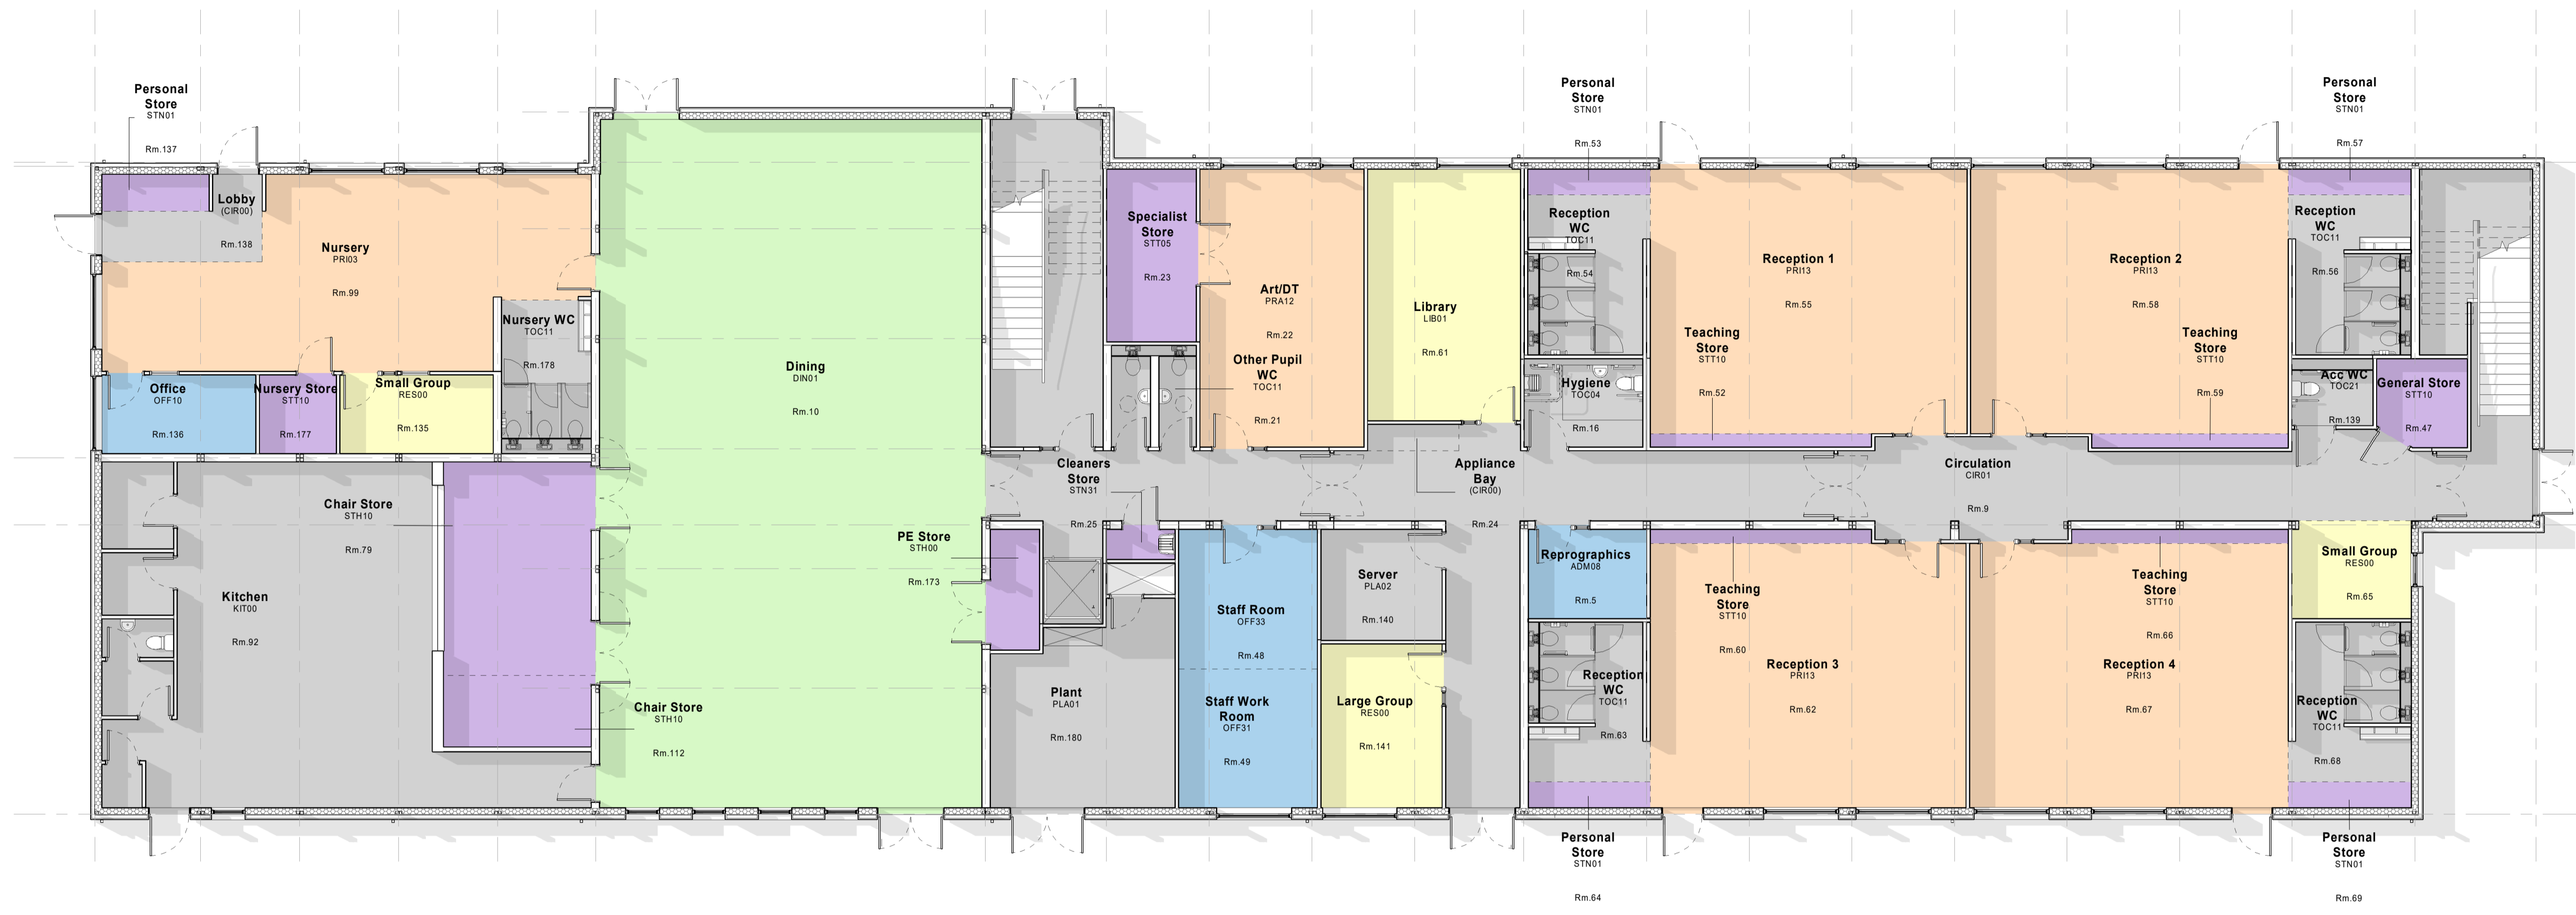 Personal
Store
STN01
Rm.137
Lobby
(CIR00)
Rm.138
Nursery
PRI03
Rm.99
Nursery WC
TOC11
Rm.178
Office
OFF10
Rm.136
Nursery Store
STT10
Rm.177
Small Group
RES00
Rm.135
Chair Store
STH10
Rm.79
Kitchen
KIT00
Rm.92
Chair Store
STH10
Rm.112
Dining
DIN01
Rm.10
PE Store
STH00
Rm.173
Specialist
Store
STT05
Rm.23
Art/DT
PRA12
Rm.22
Other Pupil
WC
TOC11
Rm.21
Library
LIB01
Rm.61
Cleaners
Store
STN31
Rm.25
Appliance
Bay
(CIR00)
Rm.24
Plant
PLA01
Rm.180
Staff Room
OFF33
Rm.48
Staff Work
Room
OFF31
Rm.49
Server
PLA02
Rm.140
Large Group
RES00
Rm.141
Personal
Store
STN01
Rm.53
Reception
WC
TOC11
Rm.54
Hygiene
TOC04
Rm.16
Reception 1
PRI13
Rm.55
Teaching
Store
STT10
Rm.52
Reception 2
PRI13
Rm.58
Teaching
Store
STT10
Rm.59
Personal
Store
STN01
Rm.57
Reception
WC
TOC11
Rm.56
Acc WC
TOC21
Rm.139
General Store
STT10
Rm.47
Circulation
CIR01
Rm.9
Reprographics
ADM08
Rm.5
Reception
WC
TOC11
Rm.63
Teaching
Store
STT10
Rm.60
Reception 3
PRI13
Rm.62
Teaching
Store
STT10
Rm.66
Reception 4
PRI13
Rm.67
Small Group
RES00
Rm.65
Reception
WC
TOC11
Rm.68
Personal
Store
STN01
Rm.64
Personal
Store
STN01
Rm.69